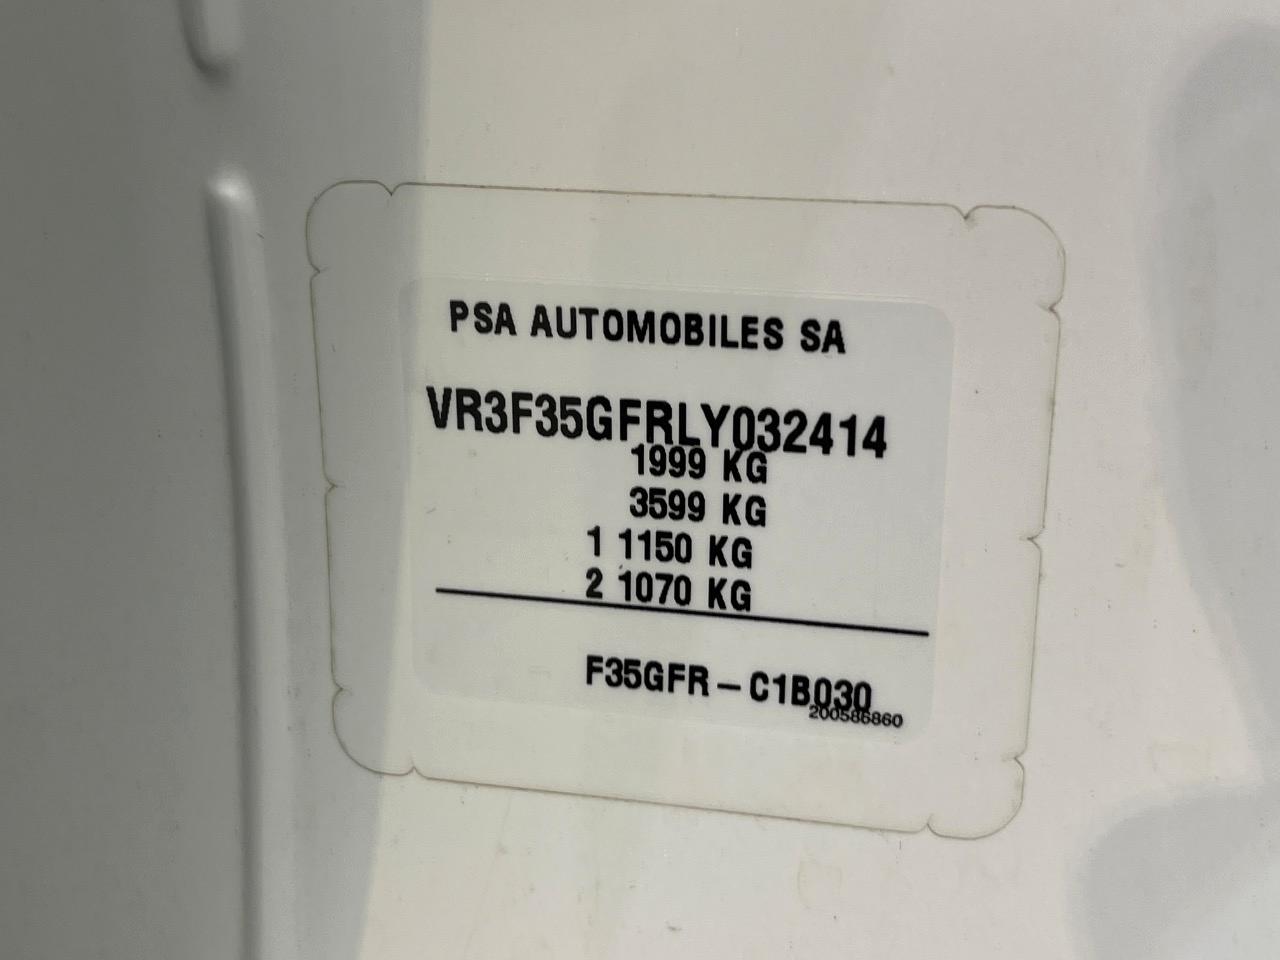 PSA AUTOMOBILES SA
VR3F35GFRLY032414
1999 KG
3599 KG
1 1150 KG
2 1070 KG
F35GFR – C1B030
200586860